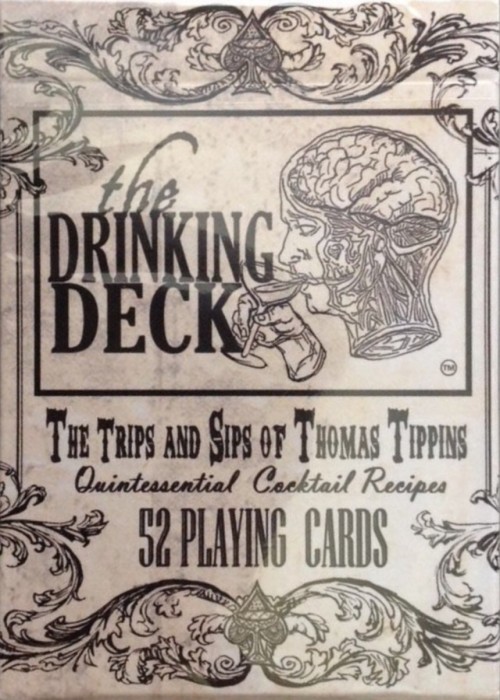 the
DRINKING
DECK
TM
THE TRIPS AND SIPS OF THOMAS TIPPINS
Quintessential Cocktail Recipes
52 PLAYING CARDS